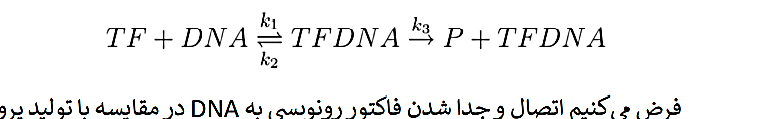 TF + DNA k1 ⇌ k2 TFDNA k3 → P + TFDNA
فرض می‌کنیم اتصال و جدا شدن فاکتور رونویسی به DNA در مقایسه با تولید